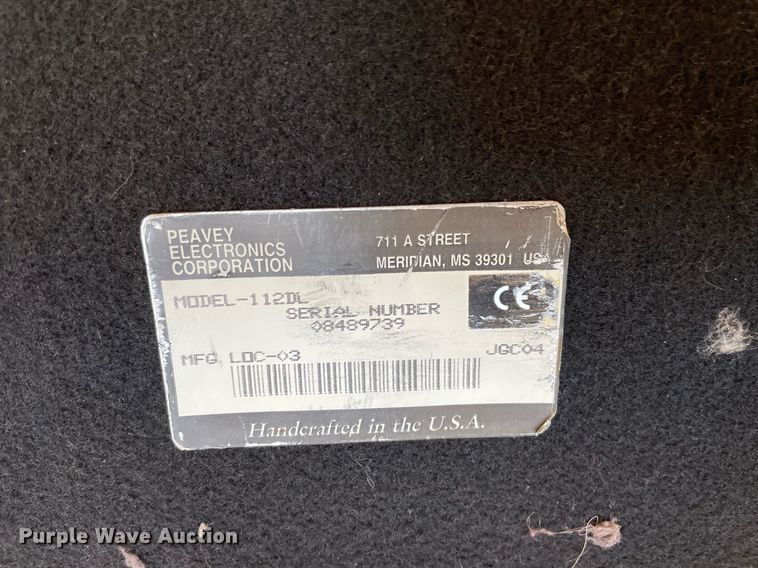 PEAVEY
ELECTRONICS
CORPORATION
711 A STREET
MERIDIAN, MS 39301 USA
MODEL-112DL
SERIAL NUMBER
08489739
CE
MFG LOC-03
JGC04
Handcrafted in the U.S.A.
Purple Wave Auction